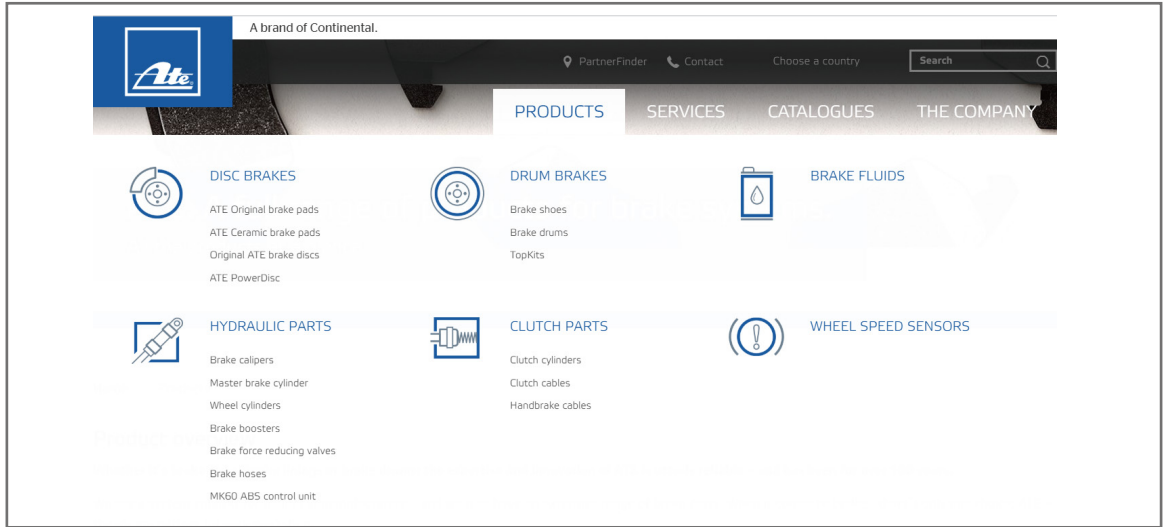 A brand of Continental.
Ate
PartnerFinder Contact Choose a country Search
PRODUCTS SERVICES CATALOGUES THE COMPANY
DISC BRAKES
ATE Original brake pads
ATE Ceramic brake pads
Original ATE brake discs
ATE PowerDisc
DRUM BRAKES
Brake shoes
Brake drums
TopKits
BRAKE FLUIDS
HYDRAULIC PARTS
Brake calipers
Master brake cylinder
Wheel cylinders
Brake boosters
Brake force reducing valves
Brake hoses
MK60 ABS control unit
CLUTCH PARTS
Clutch cylinders
Clutch cables
Handbrake cables
WHEEL SPEED SENSORS